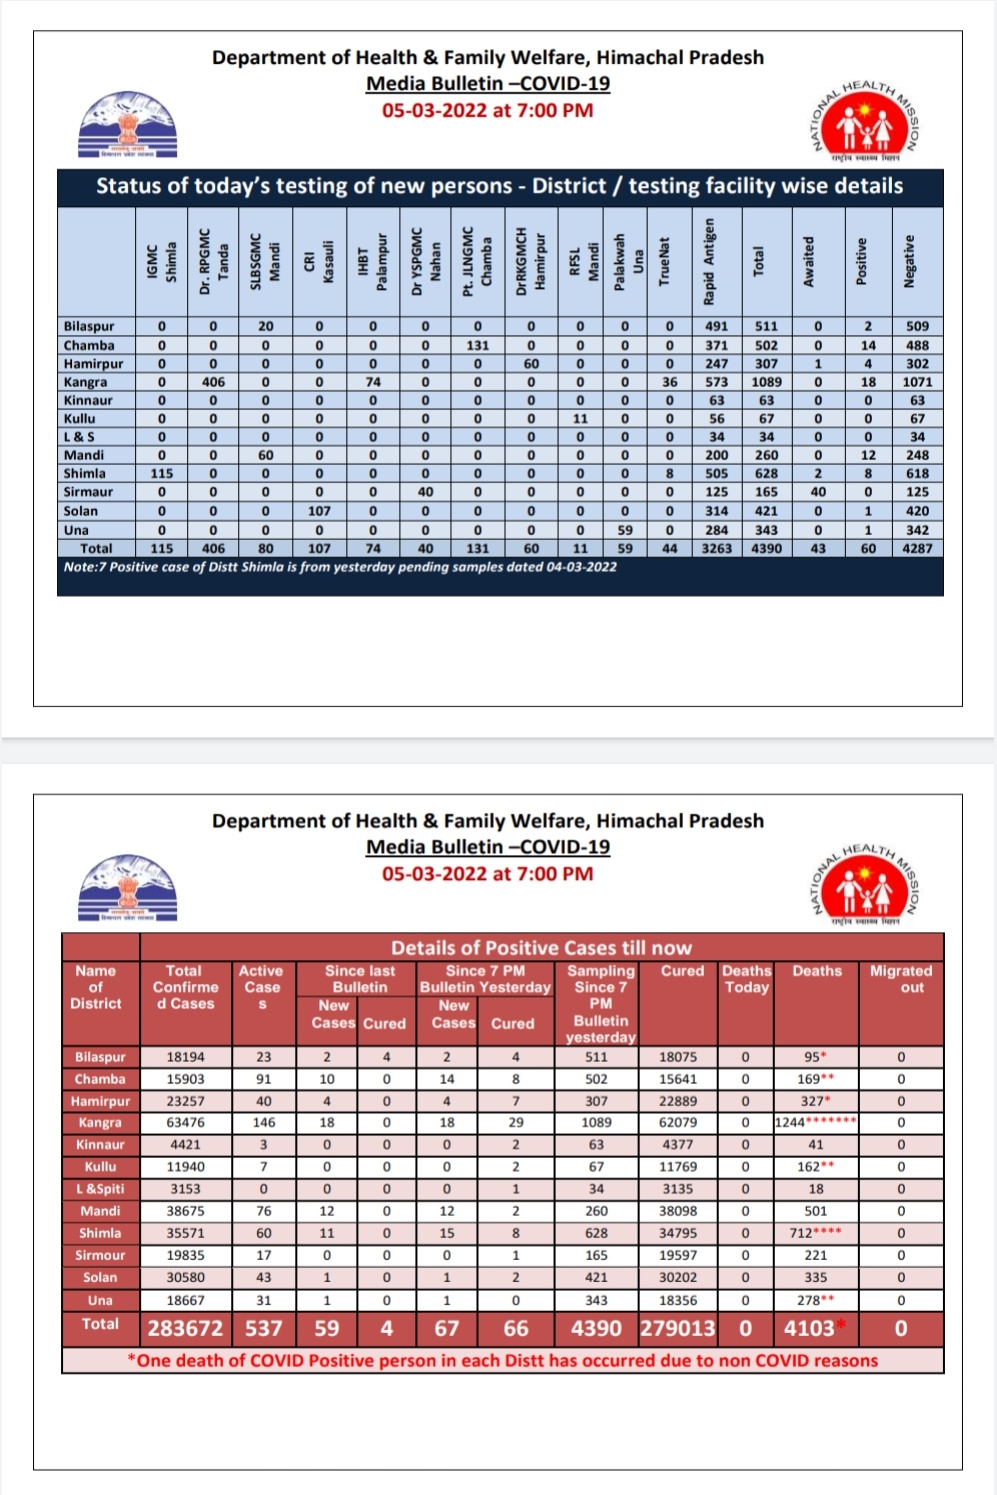 Department of Health & Family Welfare, Himachal Pradesh
Media Bulletin –COVID-19
05-03-2022 at 7:00 PM
NATIONAL HEALTH MISSION
राष्ट्रीय स्वास्थ्य मिशन
Status of today's testing of new persons - District / testing facility wise details
IGMC Shimla Dr. RPGMC Tanda SLBSGMC Mandi CRI Kasauli IHBT Palampur Dr YSPGMC Nahan Pt. JLNGMC Chamba DrRKGMCH Hamirpur RFSL Mandi Palakwah Una TrueNat Rapid Antigen Total Awaited Positive Negative
Bilaspur 0 0 20 0 0 0 0 0 0 0 0 491 511 0 2 509
Chamba 0 0 0 0 0 0 131 0 0 0 0 371 502 0 14 488
Hamirpur 0 0 0 0 0 0 0 60 0 0 0 247 307 1 4 302
Kangra 0 406 0 0 74 0 0 0 0 0 36 573 1089 0 18 1071
Kinnaur 0 0 0 0 0 0 0 0 0 0 0 63 63 0 0 63
Kullu 0 0 0 0 0 0 0 0 11 0 0 56 67 0 0 67
L & S 0 0 0 0 0 0 0 0 0 0 0 34 34 0 0 34
Mandi 0 0 60 0 0 0 0 0 0 0 0 200 260 0 12 248
Shimla 115 0 0 0 0 0 0 0 0 0 8 505 628 2 8 618
Sirmaur 0 0 0 0 0 40 0 0 0 0 0 125 165 40 0 125
Solan 0 0 0 107 0 0 0 0 0 0 0 314 421 0 1 420
Una 0 0 0 0 0 0 0 0 0 59 0 284 343 0 1 342
Total 115 406 80 107 74 40 131 60 11 59 44 3263 4390 43 60 4287
Note:7 Positive case of Distt Shimla is from yesterday pending samples dated 04-03-2022
Department of Health & Family Welfare, Himachal Pradesh
Media Bulletin –COVID-19
05-03-2022 at 7:00 PM
NATIONAL HEALTH MISSION
राष्ट्रीय स्वास्थ्य मिशन
Details of Positive Cases till now
Name of District Total Confirme d Cases Active Case s Since last Bulletin Since 7 PM Bulletin Yesterday Sampling Since 7 PM Bulletin yesterday Cured Deaths Today Deaths Migrated out
New Cases Cured New Cases Cured
Bilaspur 18194 23 2 4 2 4 511 18075 0 95* 0
Chamba 15903 91 10 0 14 8 502 15641 0 169** 0
Hamirpur 23257 40 4 0 4 7 307 22889 0 327* 0
Kangra 63476 146 18 0 18 29 1089 62079 0 1244******* 0
Kinnaur 4421 3 0 0 0 2 63 4377 0 41 0
Kullu 11940 7 0 0 0 2 67 11769 0 162** 0
L &Spiti 3153 0 0 0 0 1 34 3135 0 18 0
Mandi 38675 76 12 0 12 2 260 38098 0 501 0
Shimla 35571 60 11 0 15 8 628 34795 0 712**** 0
Sirmour 19835 17 0 0 0 1 165 19597 0 221 0
Solan 30580 43 1 0 1 2 421 30202 0 335 0
Una 18667 31 1 0 1 0 343 18356 0 278** 0
Total 283672 537 59 4 67 66 4390 279013 0 4103* 0
*One death of COVID Positive person in each Distt has occurred due to non COVID reasons